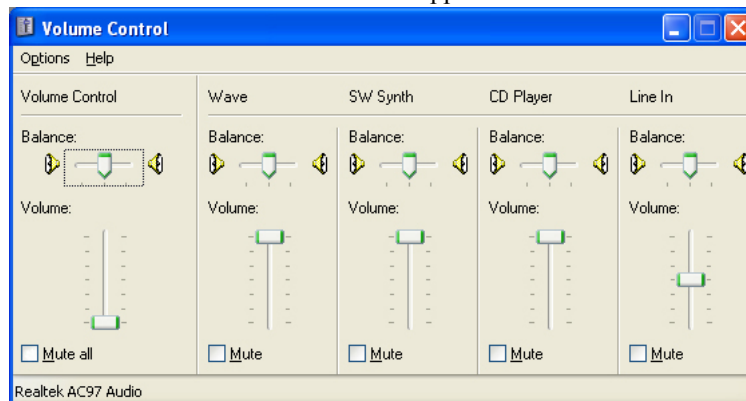 Volume Control
Options Help
Volume Control Wave SW Synth CD Player Line In
Balance: Balance: Balance: Balance: Balance:
Volume: Volume: Volume: Volume: Volume:
Mute all Mute Mute Mute Mute
Realtek AC97 Audio